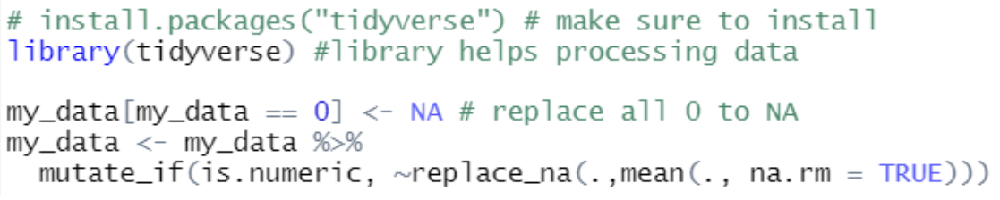 # install.packages("tidyverse") # make sure to install
library(tidyverse) #library helps processing data
my_data[my_data == 0] <- NA # replace all 0 to NA
my_data <- my_data %>%
  mutate_if(is.numeric, ~replace_na(.,mean(., na.rm = TRUE)))